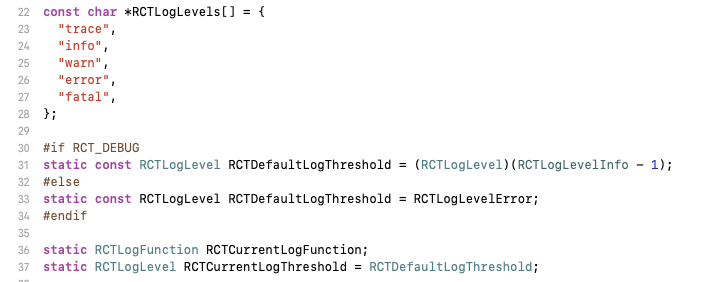 22 const char *RCTLogLevels[] = {
23   "trace",
24   "info",
25   "warn",
26   "error",
27   "fatal",
28 };
29
30 #if RCT_DEBUG
31 static const RCTLogLevel RCTDefaultLogThreshold = (RCTLogLevel)(RCTLogLevelInfo - 1);
32 #else
33 static const RCTLogLevel RCTDefaultLogThreshold = RCTLogLevelError;
34 #endif
35
36 static RCTLogFunction RCTCurrentLogFunction;
37 static RCTLogLevel RCTCurrentLogThreshold = RCTDefaultLogThreshold;